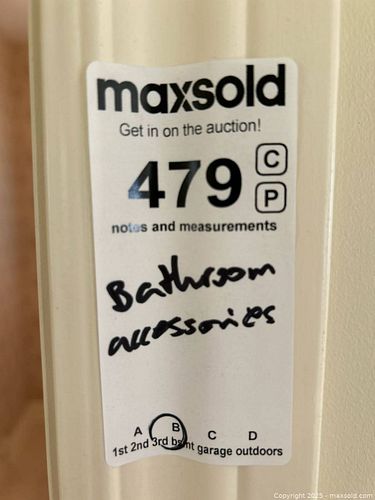 maxsold
Get in on the auction!
479 C
P
notes and measurements
Bathroom
accessories
A B C D
1st 2nd 3rd bsmt garage outdoors
Copyright 2025 - maxsold.com